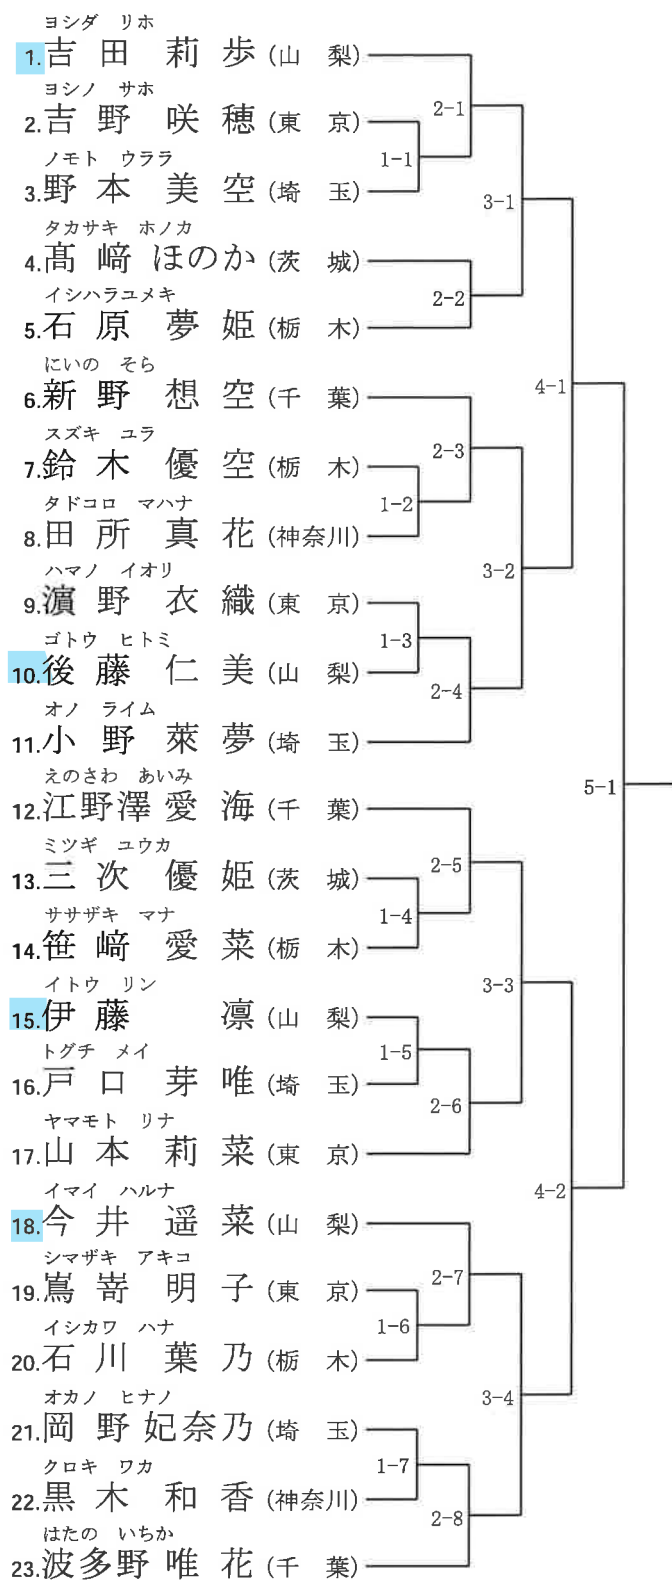 ヨシダ リホ
1.吉田 莉歩(山 梨)
ヨシノ サホ
2.吉野 咲穂(東 京)
ノモト ウララ
3.野本 美空(埼 玉)
タカサキ ホノカ
4.髙﨑 ほのか(茨 城)
イシハラユメキ
5.石原 夢姫(栃 木)
にいの そら
6.新野 想空(千 葉)
スズキ ユラ
7.鈴木 優空(栃 木)
タドコロ マハナ
8.田所 真花(神奈川)
ハマノ イオリ
9.濵野 衣織(東 京)
ゴトウ ヒトミ
10.後藤 仁美(山 梨)
オノ ライム
11.小野 萊夢(埼 玉)
えのさわ あいみ
12.江野澤 愛海(千 葉)
ミツギ ユウカ
13.三次 優姫(茨 城)
ササザキ マナ
14.笹﨑 愛菜(栃 木)
イトウ リン
15.伊藤 凛(山 梨)
トグチ メイ
16.戸口 芽唯(埼 玉)
ヤマモト リナ
17.山本 莉菜(東 京)
イマイ ハルナ
18.今井 遥菜(山 梨)
シマザキ アキコ
19.嶌嵜 明子(東 京)
イシカワ ハナ
20.石川 葉乃(栃 木)
オカノ ヒナノ
21.岡野 妃奈乃(埼 玉)
クロキ ワカ
22.黒木 和香(神奈川)
はたの いちか
23.波多野 唯花(千 葉)
1-1
1-2
1-3
1-4
1-5
1-6
1-7
2-1
2-2
2-3
2-4
2-5
2-6
2-7
2-8
3-1
3-2
3-3
3-4
4-1
4-2
5-1